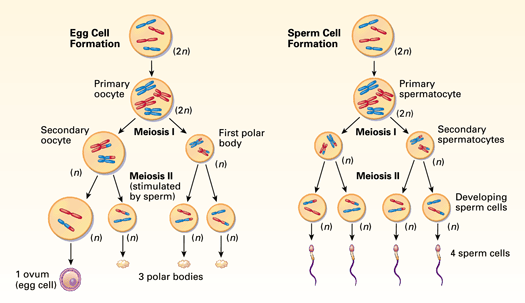 Egg Cell
Formation
(2n)
Primary
oocyte
(2n)
Meiosis I
Secondary
oocyte
First polar
body
(n)
(n)
Meiosis II
(stimulated
by sperm)
(n)
(n)
(n)
(n)
1 ovum
(egg cell)
3 polar bodies
Sperm Cell
Formation
(2n)
Primary
spermatocyte
(2n)
Meiosis I
Secondary
spermatocytes
(n)
(n)
Meiosis II
Developing
sperm cells
(n)
(n)
(n)
(n)
4 sperm cells